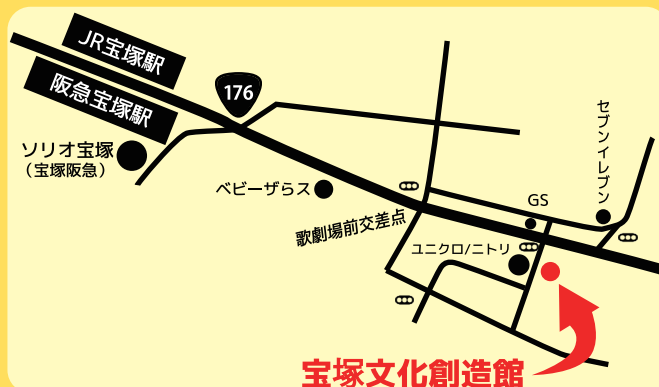 JR宝塚駅
阪急宝塚駅
176
ソリオ宝塚
(宝塚阪急)
ベビーザらス
歌劇場前交差点
セブンイレブン
GS
ユニクロ/ニトリ
宝塚文化創造館